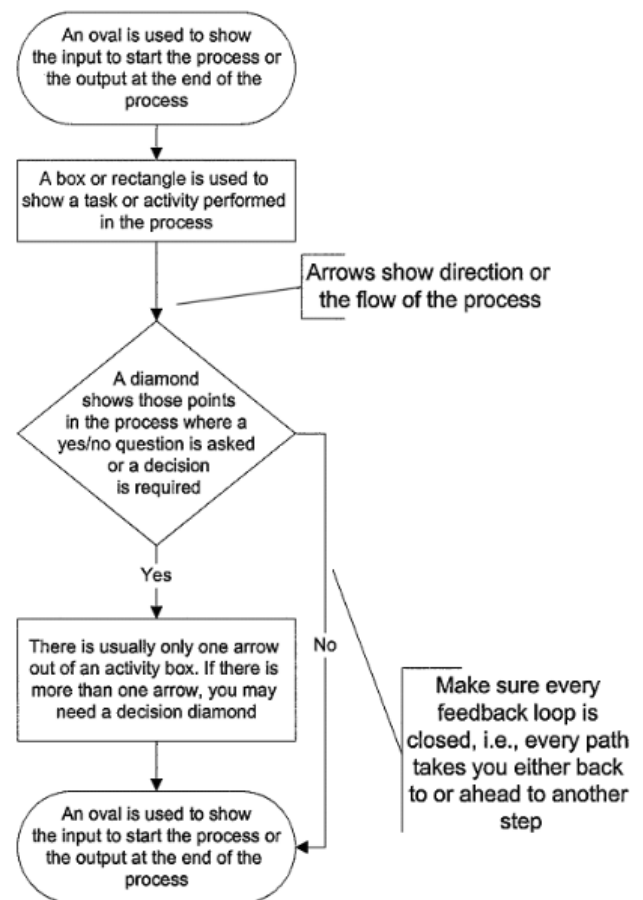 An oval is used to show
the input to start the process or
the output at the end of the
process
A box or rectangle is used to
show a task or activity performed
in the process
Arrows show direction or
the flow of the process
A diamond
shows those points
in the process where a
yes/no question is asked
or a decision
is required
Yes
No
There is usually only one arrow
out of an activity box. If there is
more than one arrow, you may
need a decision diamond
Make sure every
feedback loop is
closed, i.e., every path
takes you either back
to or ahead to another
step
An oval is used to show
the input to start the process or
the output at the end of the
process